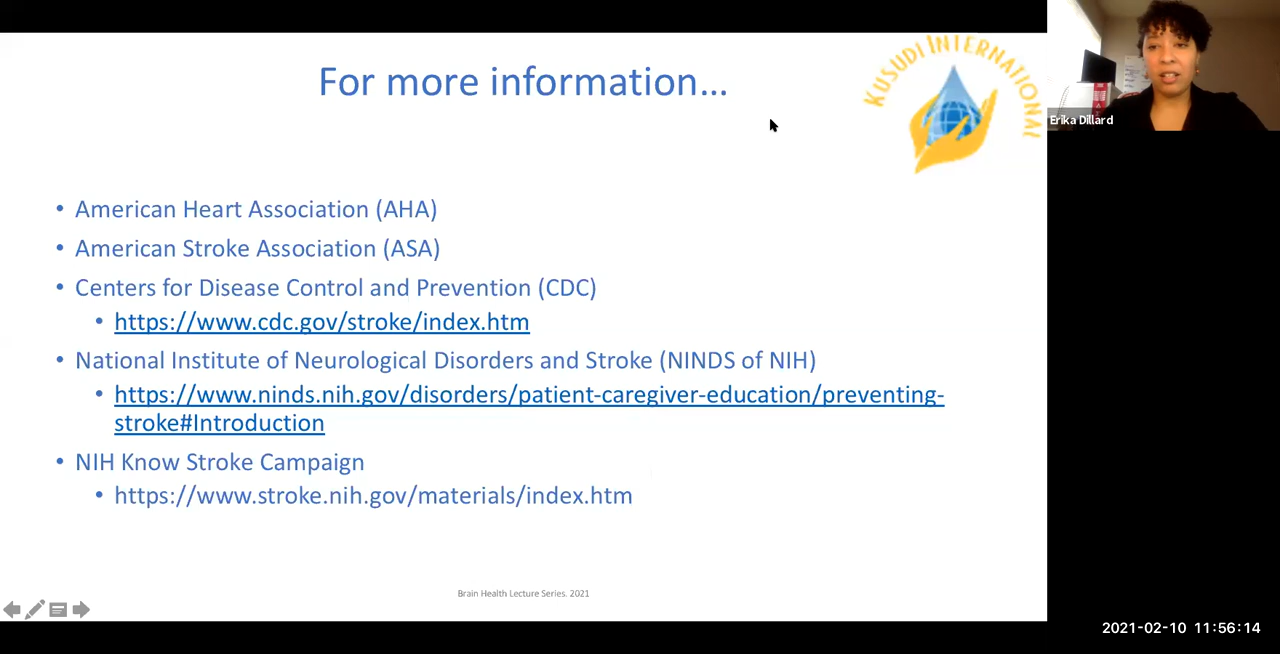 For more information...
KUSUDI INTERNATIONAL
Erika Dillard
• American Heart Association (AHA)
• American Stroke Association (ASA)
• Centers for Disease Control and Prevention (CDC)
• https://www.cdc.gov/stroke/index.htm
• National Institute of Neurological Disorders and Stroke (NINDS of NIH)
• https://www.ninds.nih.gov/disorders/patient-caregiver-education/preventing-
stroke#Introduction
• NIH Know Stroke Campaign
• https://www.stroke.nih.gov/materials/index.htm
Brain Health Lecture Series. 2021
2021-02-10 11:56:14